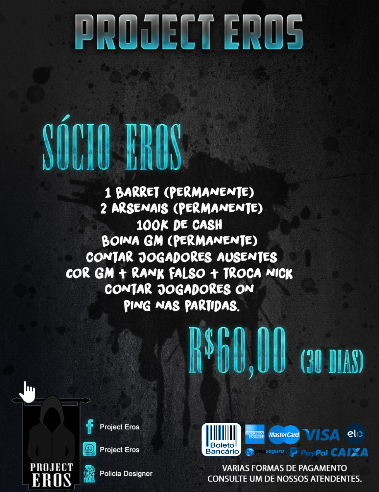 PROJECT EROS
SÓCIO EROS
1 BARRET (PERMANENTE)
2 ARSENAIS (PERMANENTE)
100K DE CASH
BOINA GM (PERMANENTE)
CONTAR JOGADORES AUSENTES
COR GM + RANK FALSO + TROCA NICK
CONTAR JOGADORES ON
PING NAS PARTIDAS.
R$60,00 (30 DIAS)
Project Eros
Project Eros
Policia Designer
PROJECT
EROS
Boleto
Bancário
MasterCard
VISA
elo
PayPal
CAIXA
VARIAS FORMAS DE PAGAMENTO
CONSULTE UM DE NOSSOS ATENDENTES.